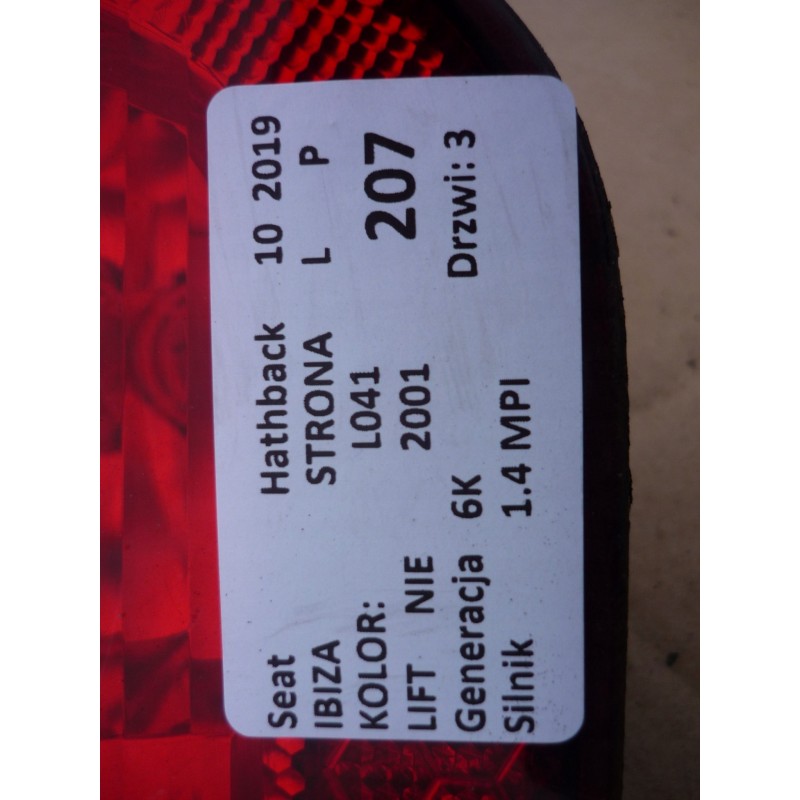 Seat Hathback 10 2019
IBIZA STRONA L P
KOLOR: L041 207
LIFT NIE 2001
Generacja 6K Drzwi: 3
Silnik 1.4 MPI